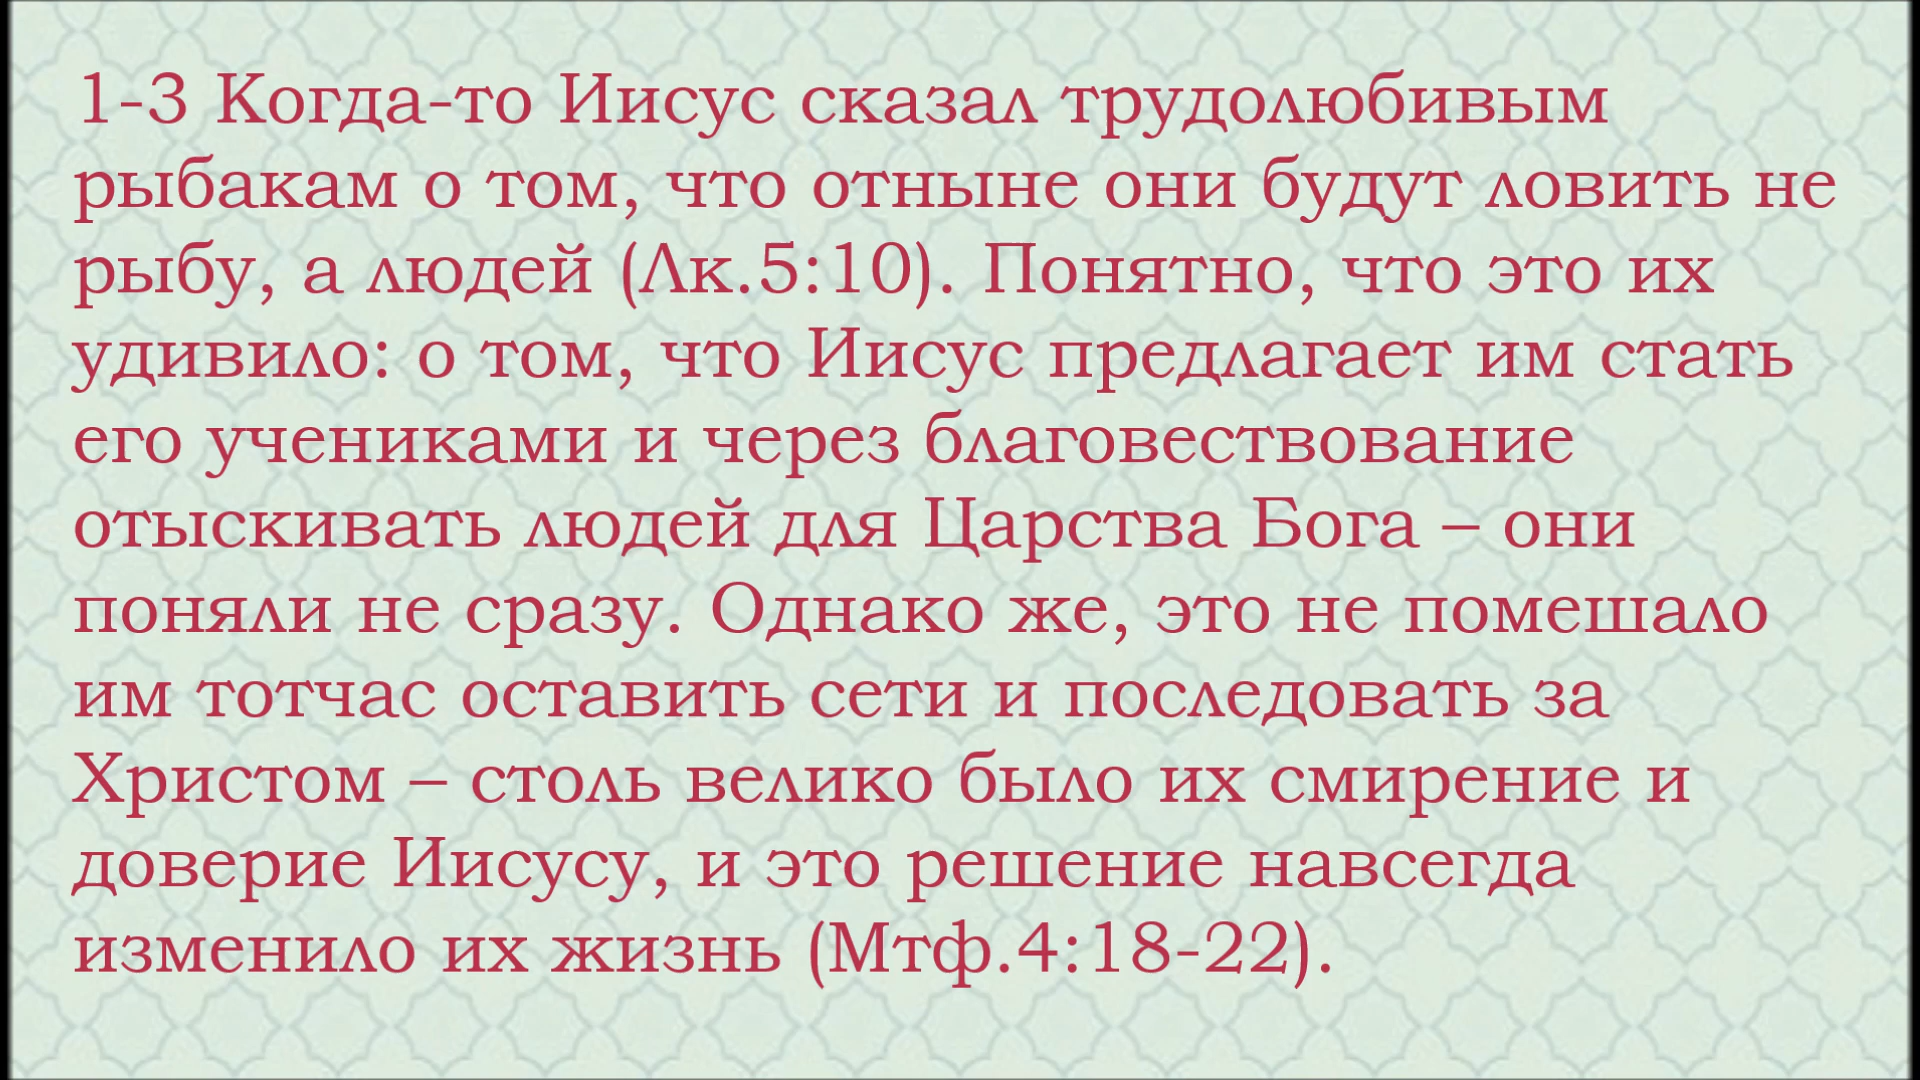 1-3 Когда-то Иисус сказал трудолюбивым
рыбакам о том, что отныне они будут ловить не
рыбу, а людей (Лк.5:10). Понятно, что это их
удивило: о том, что Иисус предлагает им стать
его учениками и через благовествование
отыскивать людей для Царства Бога – они
поняли не сразу. Однако же, это не помешало
им тотчас оставить сети и последовать за
Христом – столь велико было их смирение и
доверие Иисусу, и это решение навсегда
изменило их жизнь (Мтф.4:18-22).